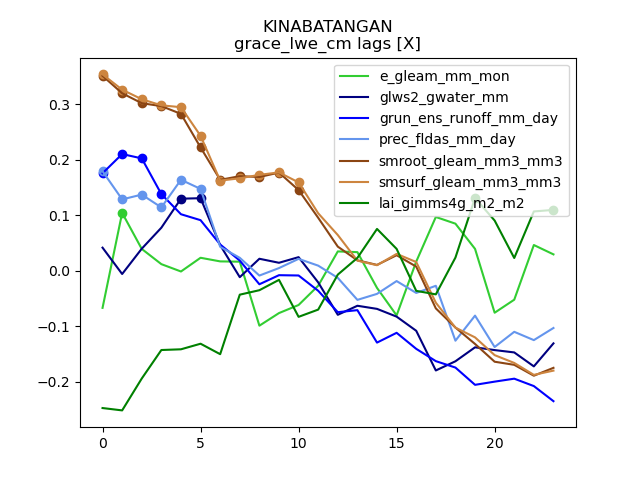 KINABATANGAN
grace_lwe_cm lags [X]
e_gleam_mm_mon
glws2_gwater_mm
grun_ens_runoff_mm_day
prec_fldas_mm_day
smroot_gleam_mm3_mm3
smsurf_gleam_mm3_mm3
lai_gimms4g_m2_m2
0.3
0.2
0.1
0.0
−0.1
−0.2
0 5 10 15 20